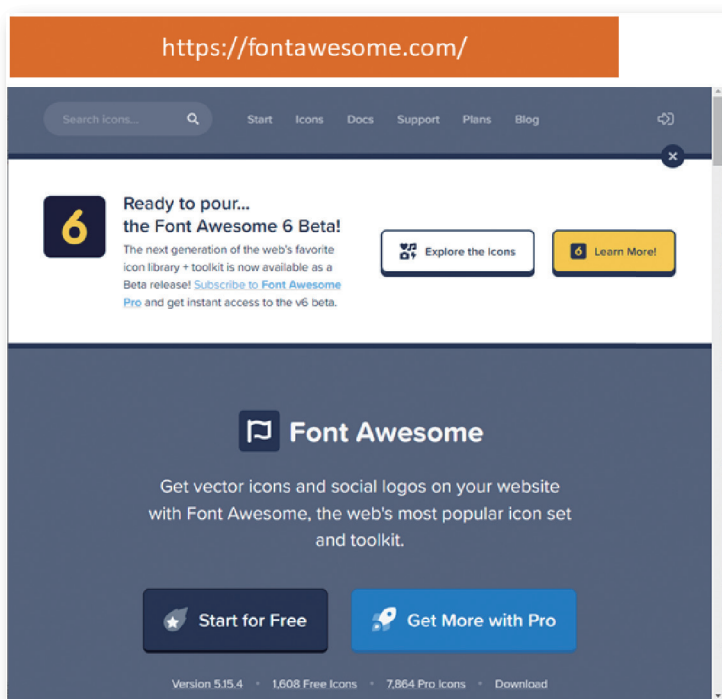 https://fontawesome.com/
Search icons...
Start Icons Docs Support Plans Blog
6
Ready to pour...
the Font Awesome 6 Beta!
The next generation of the web's favorite
icon library + toolkit is now available as a
Beta release! Subscribe to Font Awesome
Pro and get instant access to the v6 beta.
Explore the Icons
6 Learn More!
Font Awesome
Get vector icons and social logos on your website
with Font Awesome, the web's most popular icon set
and toolkit.
Start for Free
Get More with Pro
Version 5.15.4 • 1,608 Free Icons • 7,864 Pro Icons • Download